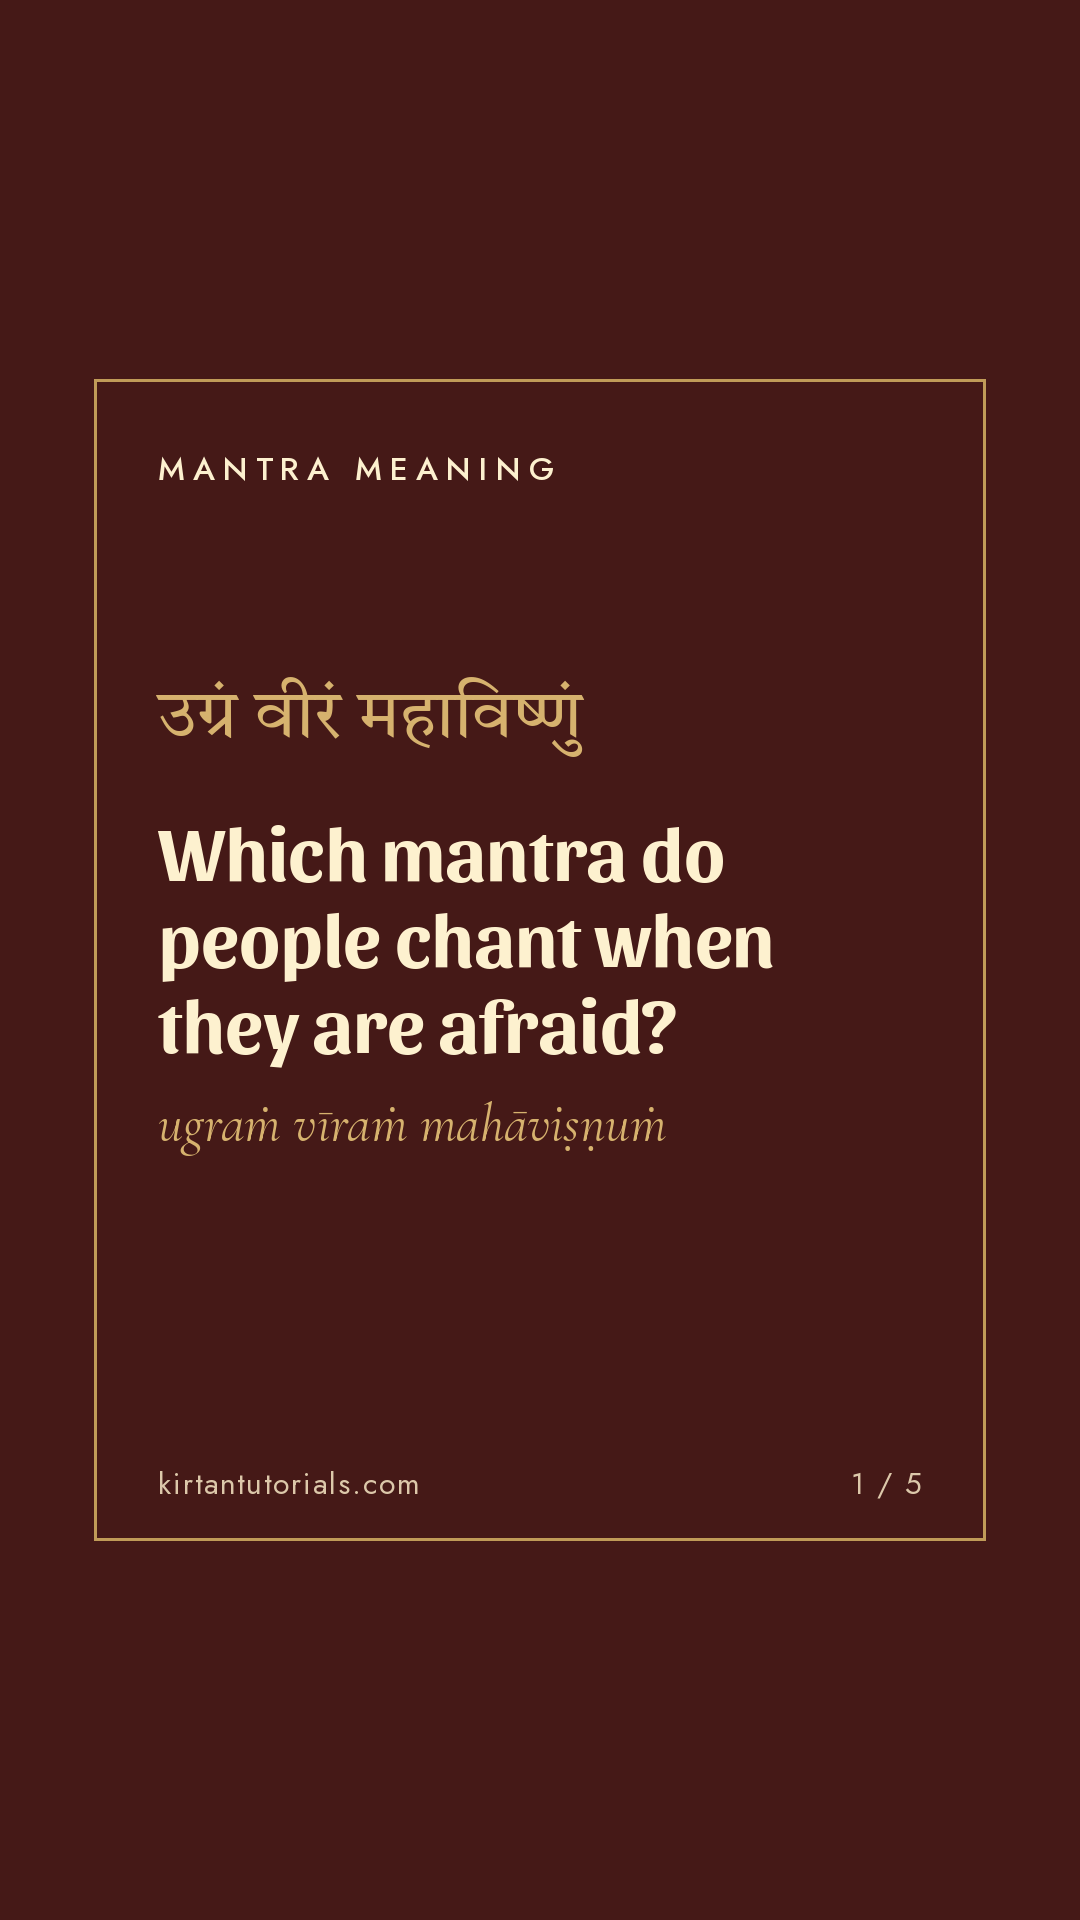 MANTRA MEANING
उग्रं वीरं महाविष्णुं
Which mantra do
people chant when
they are afraid?
ugraṁ vīraṁ mahāviṣṇuṁ
kirtantutorials.com
1 / 5